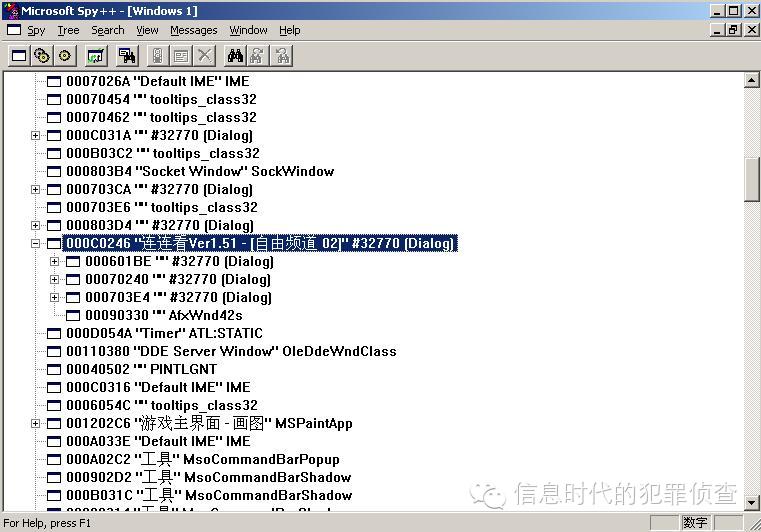 Microsoft Spy++ - [Windows 1]
Spy Tree Search View Messages Window Help
0007026A "Default IME" IME
00070454 "" tooltips_class32
00070462 "" tooltips_class32
000C031A "" #32770 (Dialog)
000B03C2 "" tooltips_class32
000803B4 "Socket Window" SockWindow
000703CA "" #32770 (Dialog)
000703E6 "" tooltips_class32
000803D4 "" #32770 (Dialog)
000C0246 "连连看Ver1.51 - [自由频道 02]" #32770 (Dialog)
000601BE "" #32770 (Dialog)
00070240 "" #32770 (Dialog)
000703E4 "" #32770 (Dialog)
00090330 "" AfxWnd42s
000D054A "Timer" ATL:STATIC
00110380 "DDE Server Window" OleDdeWndClass
00040502 "" PINTLGNT
000C0316 "Default IME" IME
0006054C "" tooltips_class32
001202C6 "游戏主界面 - 画图" MSPaintApp
000A033E "Default IME" IME
000A02C2 "工具" MsoCommandBarPopup
000902D2 "工具" MsoCommandBarShadow
000B031C "工具" MsoCommandBarShadow
信息时代的犯罪侦查
For Help, press F1
数字